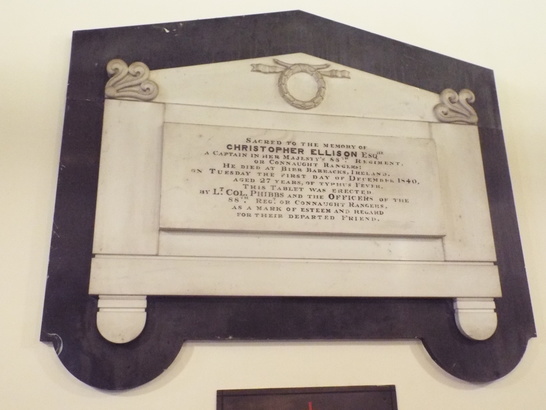 SACRED TO THE MEMORY OF
CHRISTOPHER ELLISON ESQRE
A CAPTAIN IN HER MAJESTY'S 88TH REGIMENT,
OR CONNAUGHT RANGERS;
HE DIED AT BIRR BARRACKS, IRELAND,
ON TUESDAY THE FIRST DAY OF DECEMBER 1840,
AGED 27 YEARS, OF TYPHUS FEVER.
THIS TABLET WAS ERECTED
BY LT COL. PHIBBS AND THE OFFICERS OF THE
88TH REGT OR CONNAUGHT RANGERS,
AS A MARK OF ESTEEM AND REGARD
FOR THEIR DEPARTED FRIEND.